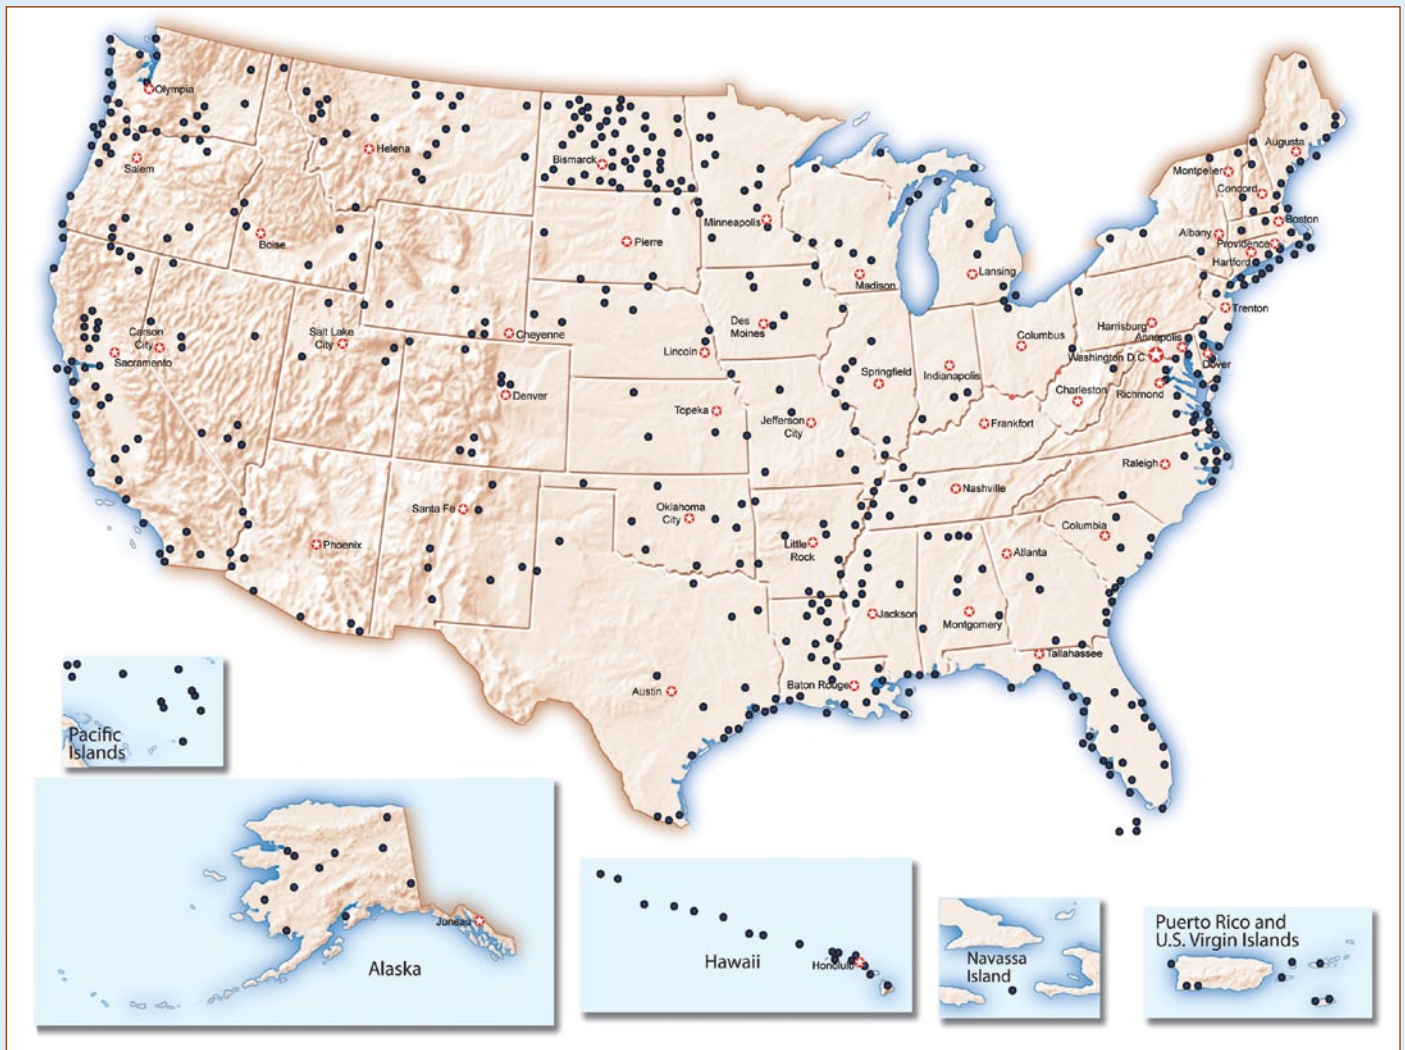 Olympia
Salem
Helena
Bismarck
Boise
Pierre
Minneapolis
Madison
Lansing
Augusta
Montpelier
Concord
Albany
Boston
Providence
Hartford
Trenton
Harrisburg
Annapolis
Washington D.C.
Dover
Carson
City
Sacramento
Salt Lake
City
Cheyenne
Denver
Lincoln
Des
Moines
Topeka
Jefferson
City
Springfield
Indianapolis
Columbus
Charleston
Richmond
Frankfort
Raleigh
Nashville
Columbia
Atlanta
Santa Fe
Phoenix
Oklahoma
City
Little
Rock
Jackson
Montgomery
Tallahassee
Austin
Baton Rouge
Pacific
Islands
Juneau
Alaska
Honolulu
Hawaii
Navassa
Island
Puerto Rico and
U.S. Virgin Islands